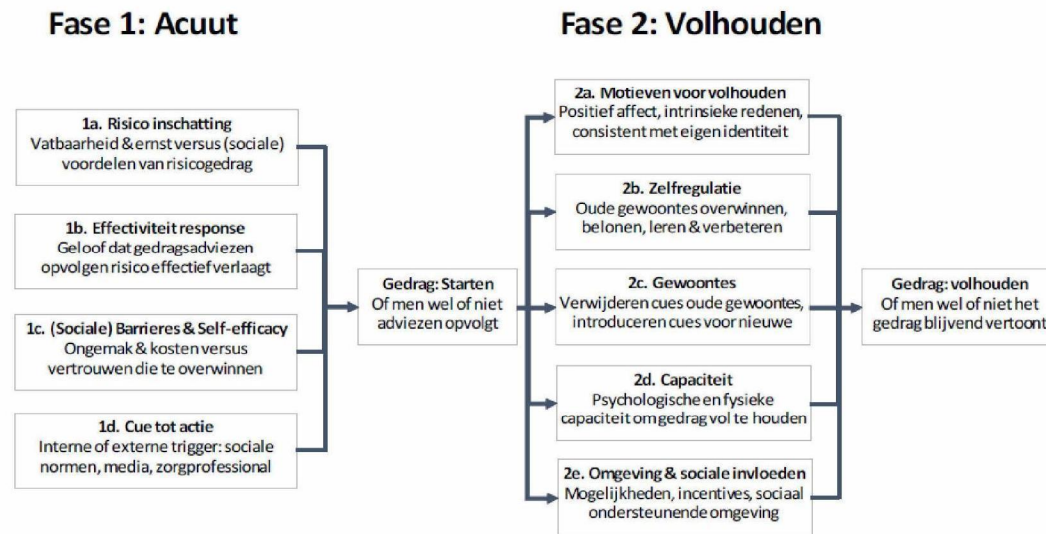 Fase 1: Acuut
1a. Risico inschatting
Vatbaarheid & ernst versus (sociale)
voordelen van risicogedrag
1b. Effectiviteit response
Geloof dat gedragsadviezen
opvolgen risico effectief verlaagt
1c. (Sociale) Barrieres & Self-efficacy
Ongemak & kosten versus
vertrouwen die te overwinnen
1d. Cue tot actie
Interne of externe trigger: sociale
normen, media, zorgprofessional
Gedrag: Starten
Of men wel of niet
adviezen opvolgt
Fase 2: Volhouden
2a. Motieven voor volhouden
Positief affect, intrinsieke redenen,
consistent met eigen identiteit
2b. Zelfregulatie
Oude gewoontes overwinnen,
belonen, leren & verbeteren
2c. Gewoontes
Verwijderen cues oude gewoontes,
introduceren cues voor nieuwe
2d. Capaciteit
Psychologische en fysieke
capaciteit om gedrag vol te houden
2e. Omgeving & sociale invloeden
Mogelijkheden, incentives, sociaal
ondersteunende omgeving
Gedrag: volhouden
Of men wel of niet het
gedrag blijvend vertoont